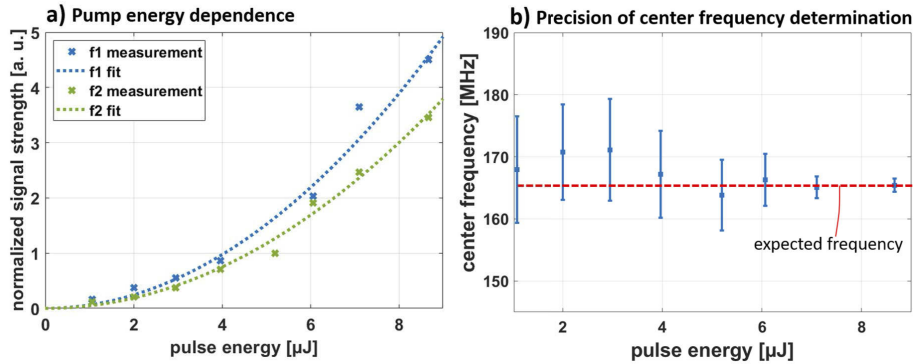 a) Pump energy dependence
normalized signal strength [a. u.]
5
4
3
2
1
0
f1 measurement
f1 fit
f2 measurement
f2 fit
0 2 4 6 8
pulse energy [µJ]
b) Precision of center frequency determination
center frequency [MHz]
190
180
170
160
150
expected frequency
2 4 6 8
pulse energy [µJ]